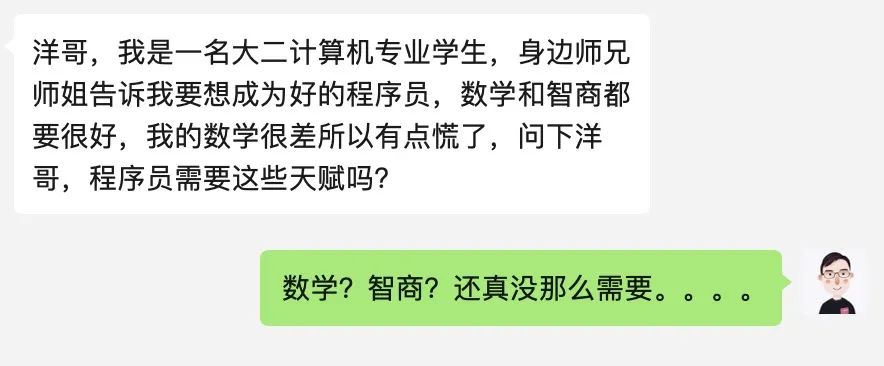 洋哥，我是一名大二计算机专业学生，身边师兄
师姐告诉我要想成为好的程序员，数学和智商都
要很好，我的数学很差所以有点慌了，问下洋
哥，程序员需要这些天赋吗？
数学？智商？还真没那么需要。。。。